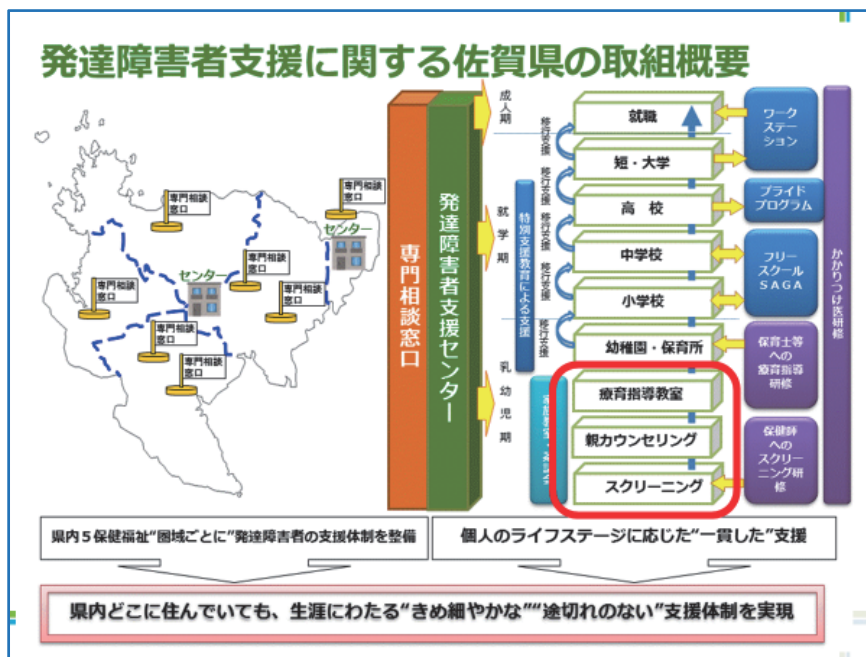 発達障害者支援に関する佐賀県の取組概要
専門相談
窓口
専門相談
窓口
センター
専門相談
窓口
センター
専門相談
窓口
専門相談
窓口
専門相談
窓口
専門相談
窓口
専門相談窓口
発達障害者支援センター
成人期
就学期
乳幼児期
特別支援教育による支援
移行支援
移行支援
移行支援
移行支援
移行支援
就職
短・大学
高 校
中学校
小学校
幼稚園・保育所
療育指導教室
親カウンセリング
スクリーニング
ワーク
ステー
ション
プライド
プログラム
フリー
スクール
SAGA
保育士等
への
療育指導
研修
保健師
への
スクリー
ニング研
修
かかりつけ医研修
県内5保健福祉“圏域ごとに”発達障害者の支援体制を整備
個人のライフステージに応じた“一貫した”支援
県内どこに住んでいても、生涯にわたる“きめ細やかな”“途切れのない”支援体制を実現